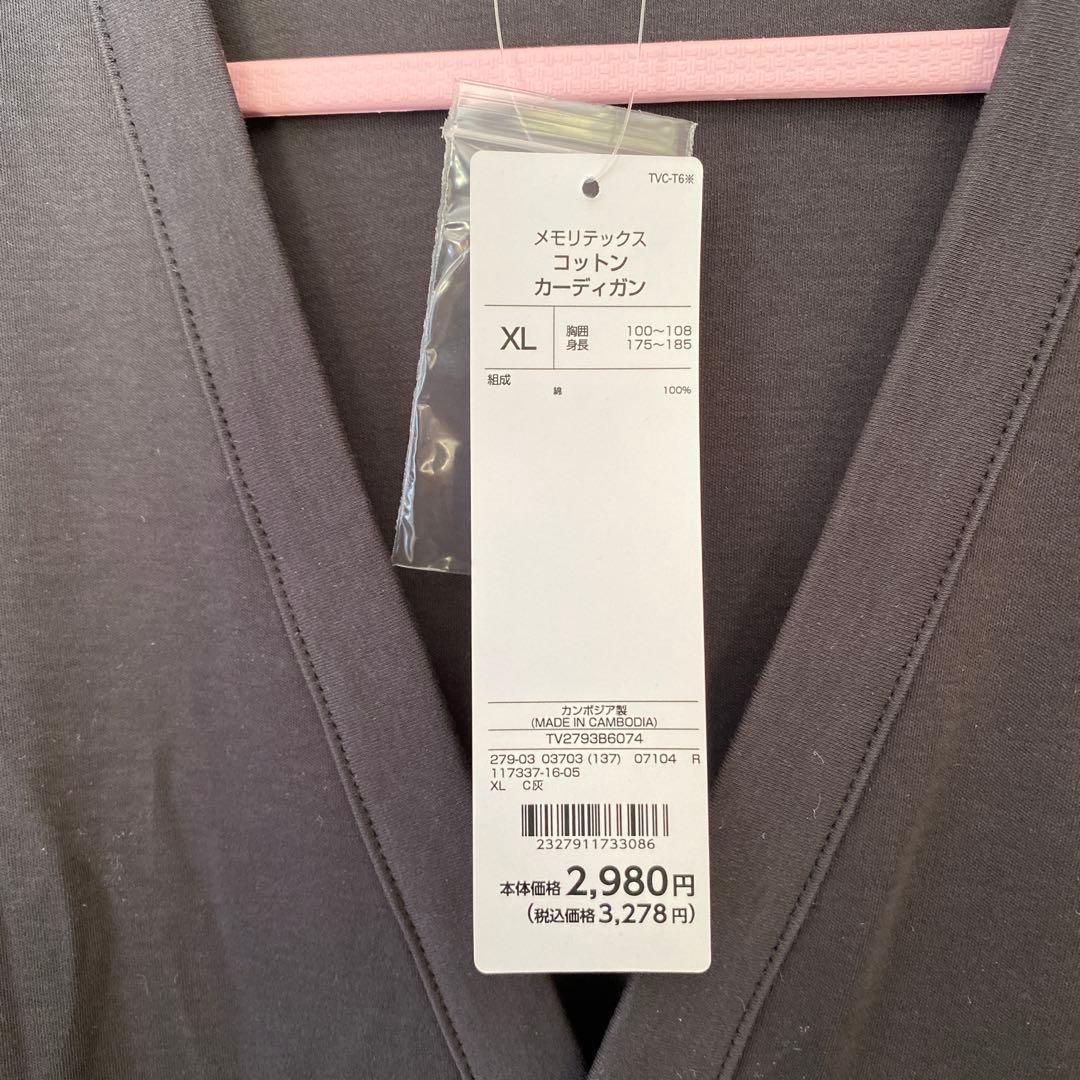 TVC-T6※
メモリテックス
コットン
カーディガン
XL
胸囲 100～108
身長 175～185
組成
綿 100%
カンボジア製
(MADE IN CAMBODIA)
TV2793B6074
279-03 03703 (137) 07104 R
117337-16-05
XL C灰
2327911733086
本体価格 2,980円
(税込価格 3,278円)